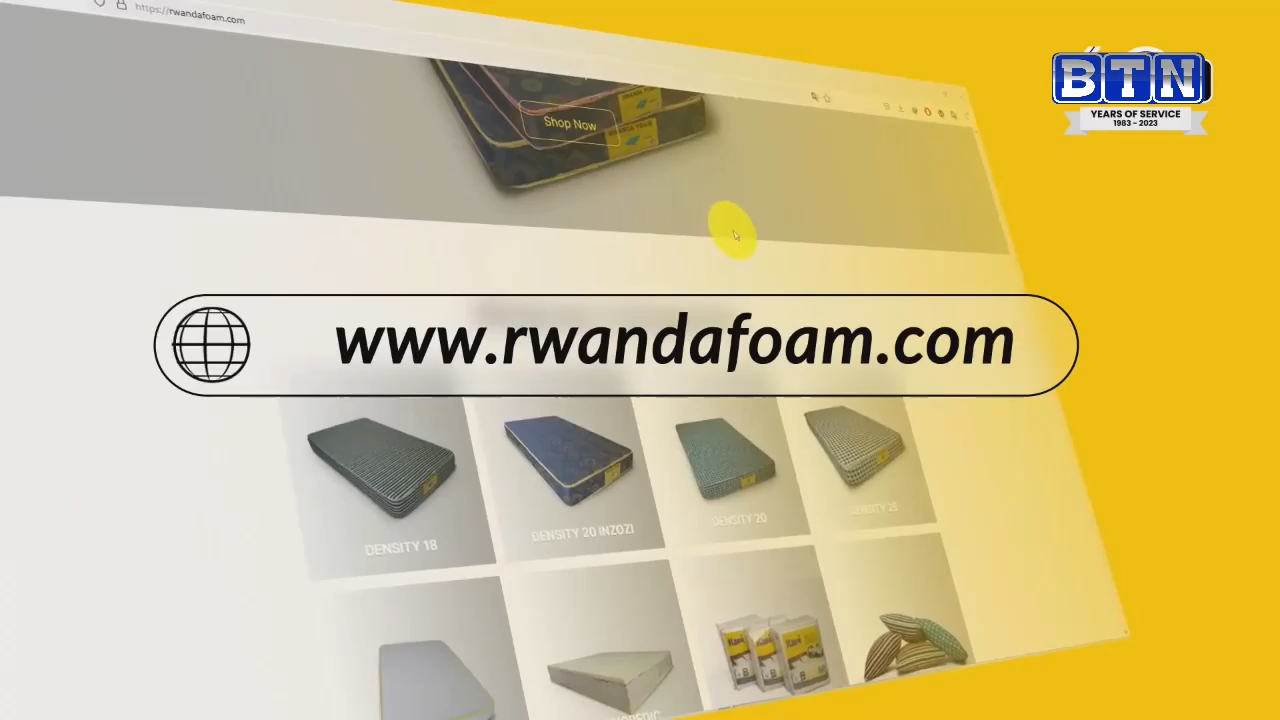 https://rwandafoam.com
BTN
YEARS OF SERVICE
1983 - 2023
Shop Now
www.rwandafoam.com
DENSITY 18
DENSITY 20 INZOZI
DENSITY 20